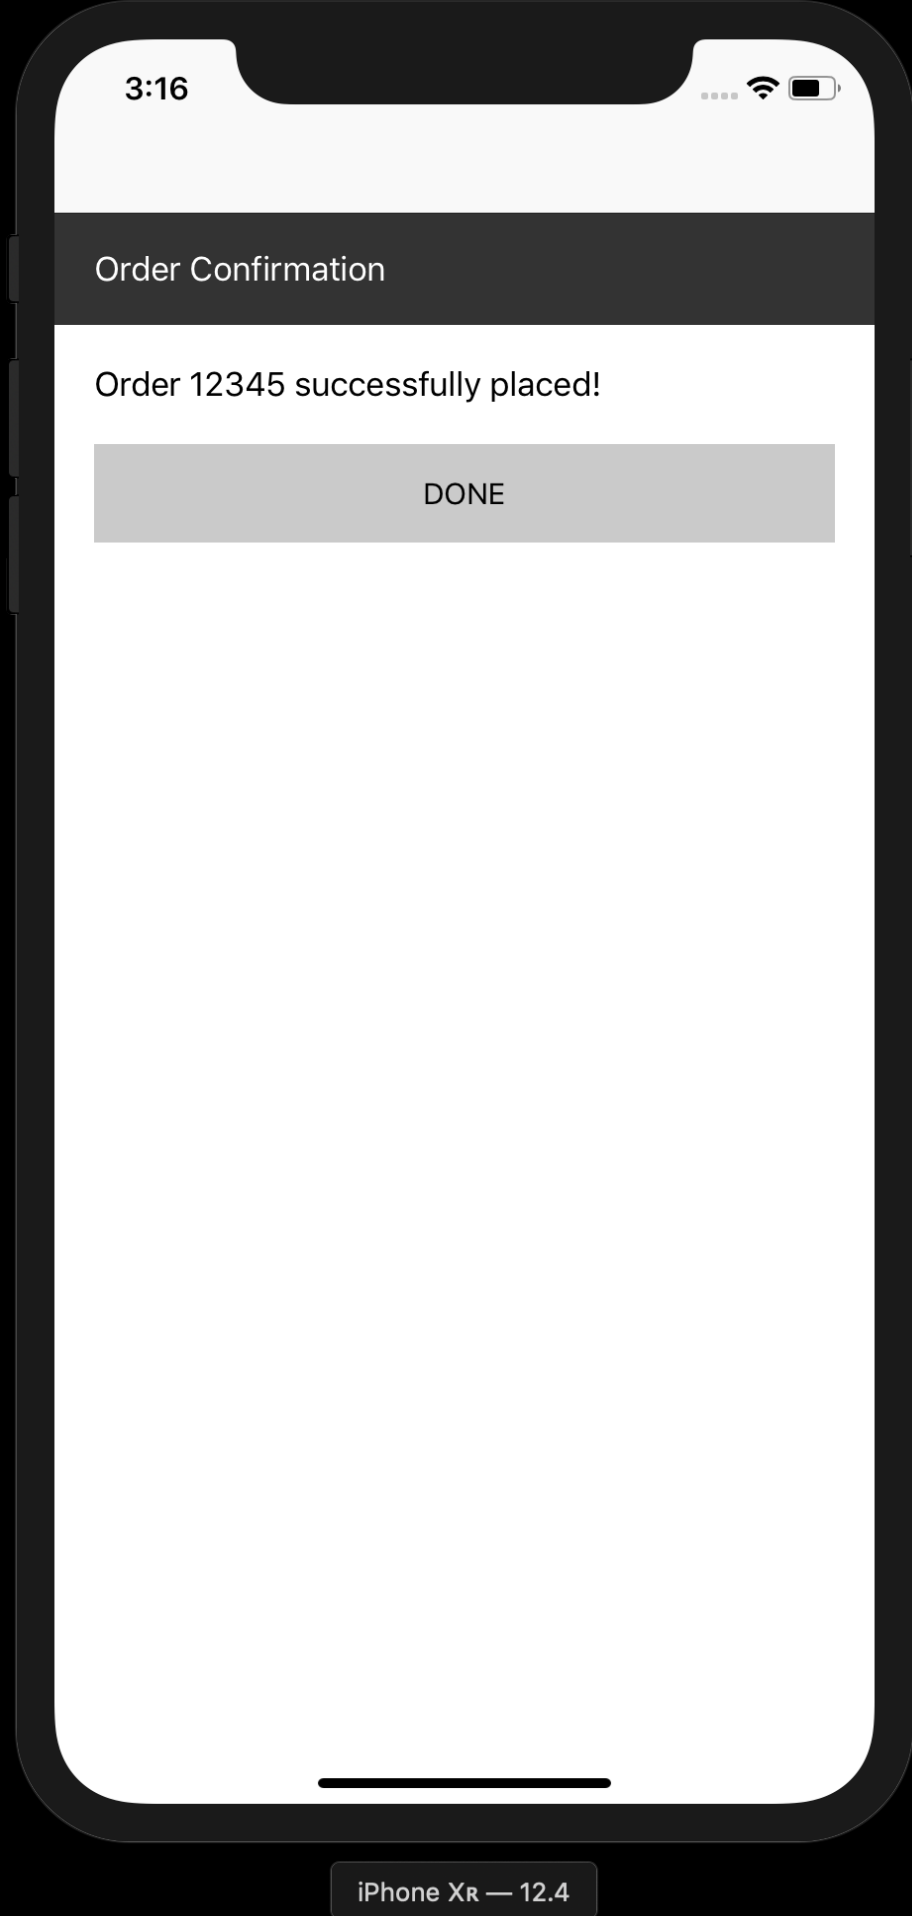 3:16
Order Confirmation
Order 12345 successfully placed!
DONE
iPhone Xʀ — 12.4